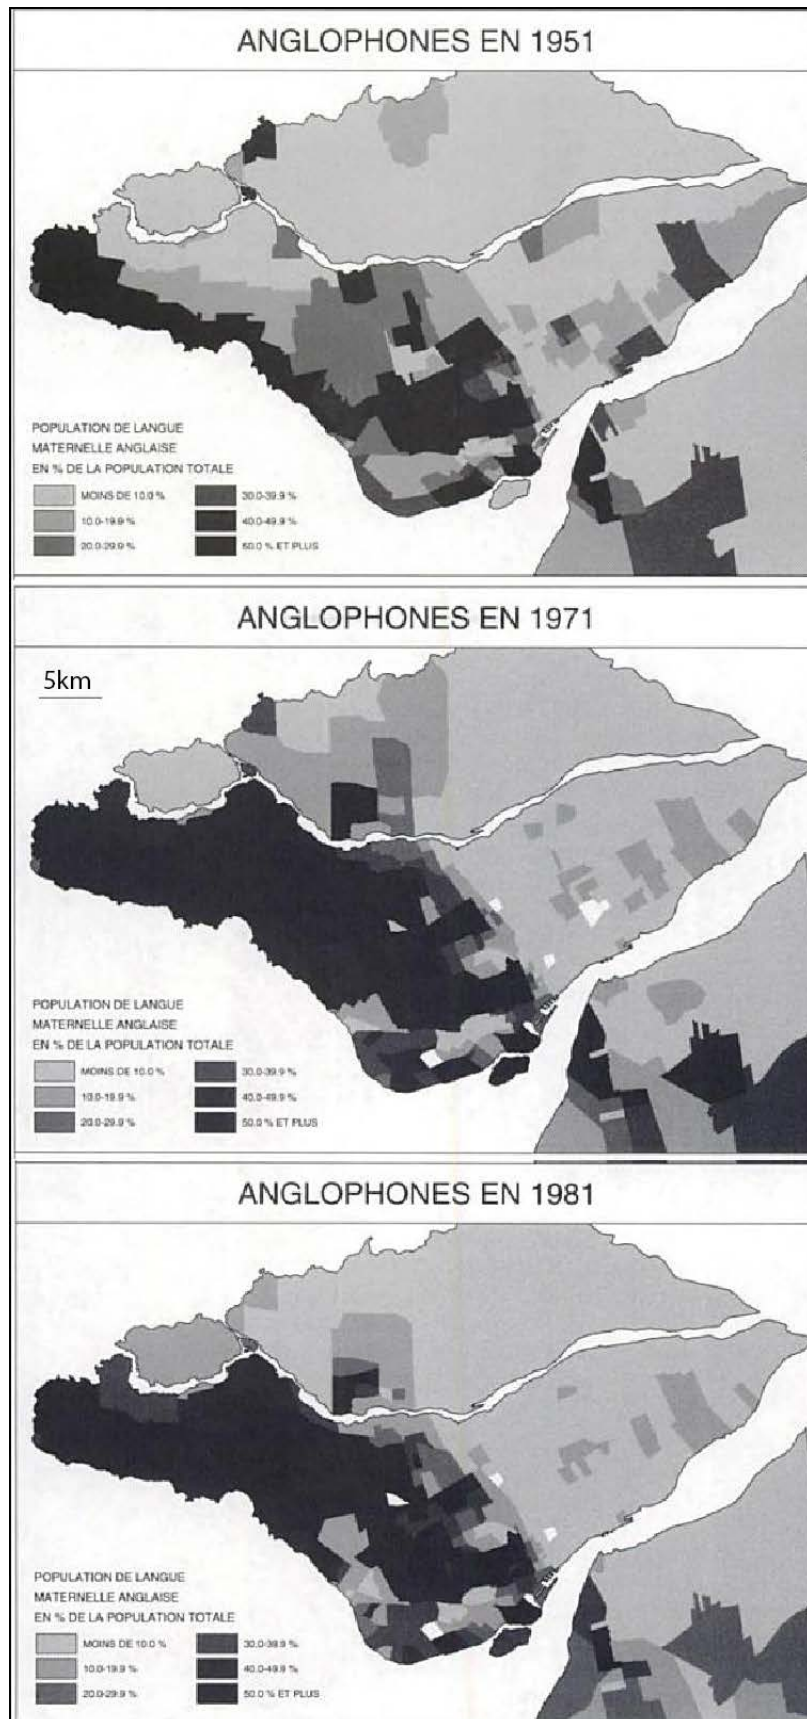 ANGLOPHONES EN 1951
POPULATION DE LANGUE
MATERNELLE ANGLAISE
EN % DE LA POPULATION TOTALE
MOINS DE 10.0 %
30.0-39.9 %
10.0-19.9 %
40.0-49.9 %
20.0-29.9 %
50.0 % ET PLUS
ANGLOPHONES EN 1971
5km
POPULATION DE LANGUE
MATERNELLE ANGLAISE
EN % DE LA POPULATION TOTALE
MOINS DE 10.0 %
30.0-39.9 %
10.0-19.9 %
40.0-49.9 %
20.0-29.9 %
50.0 % ET PLUS
ANGLOPHONES EN 1981
POPULATION DE LANGUE
MATERNELLE ANGLAISE
EN % DE LA POPULATION TOTALE
MOINS DE 10.0 %
30.0-39.9 %
10.0-19.9 %
40.0-49.9 %
20.0-29.9 %
50.0 % ET PLUS